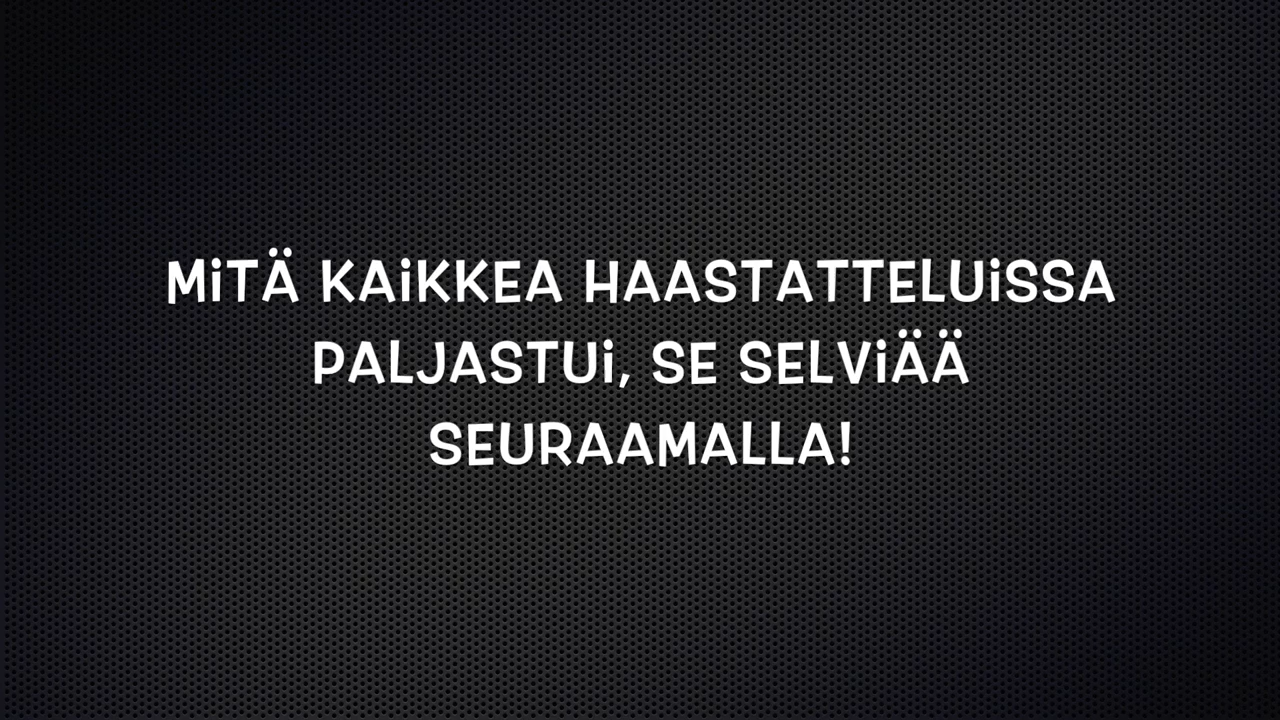 MiTÄ KAiKKEA HAASTATTELUiSSA
PALJASTUi, SE SELViÄÄ
SEURAAMALLA!